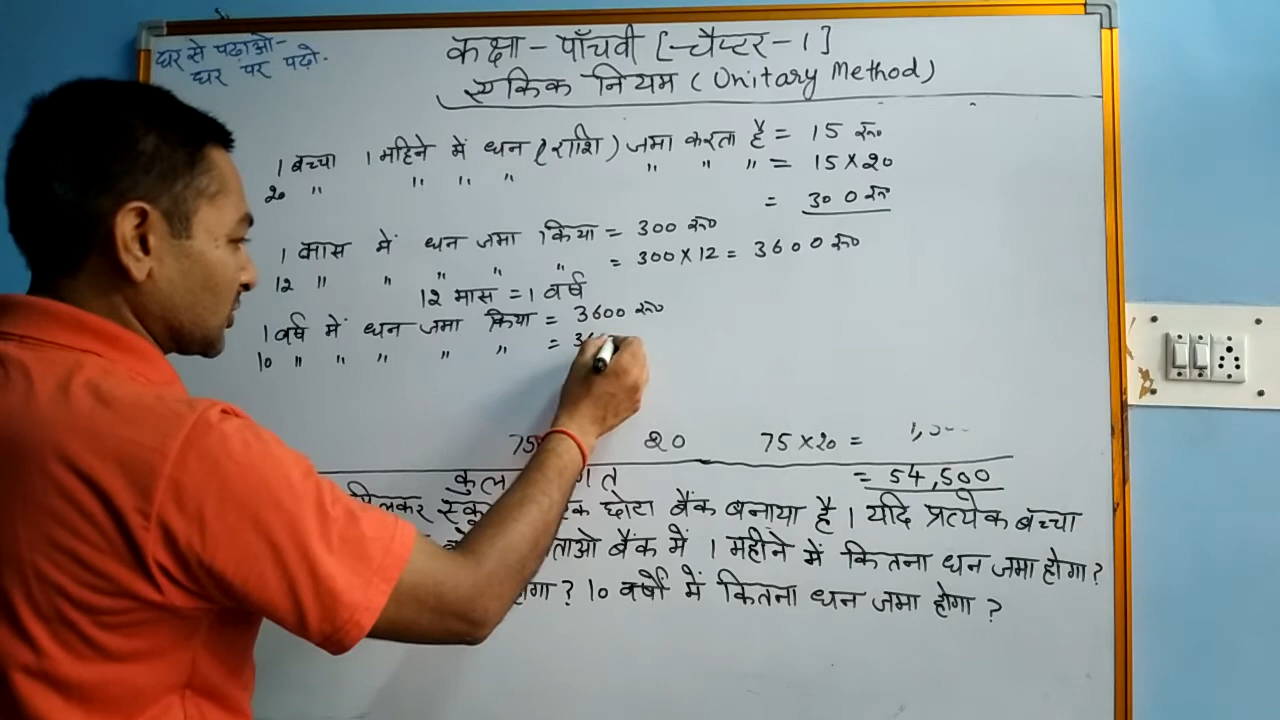 घर से पढाओ-
घर पर पढो.
कक्षा - पाँचवी [-चैप्टर-1]
एकिक नियम (Unitary Method)
1 बच्चा 1 महिने में धन (राशि) जमा करता है = 15 रू०
20 " " " " " " " = 15 X 20
= 300 रू०
1 मास में धन जमा किया = 300 रू०
12 " " " " " = 300 X 12 = 3600 रू०
12 मास = 1 वर्ष
1 वर्ष में धन जमा किया = 3600 रू०
10 " " " " " = 36
75 20 75 X 20 =
कुल = 54,500
मिलकर छोटा बैंक बनाया है । यदि प्रत्येक बच्चा
बैंक में 1 महीने में कितना धन जमा होगा ?
होगा ? 10 वर्षों में कितना धन जमा होगा ?